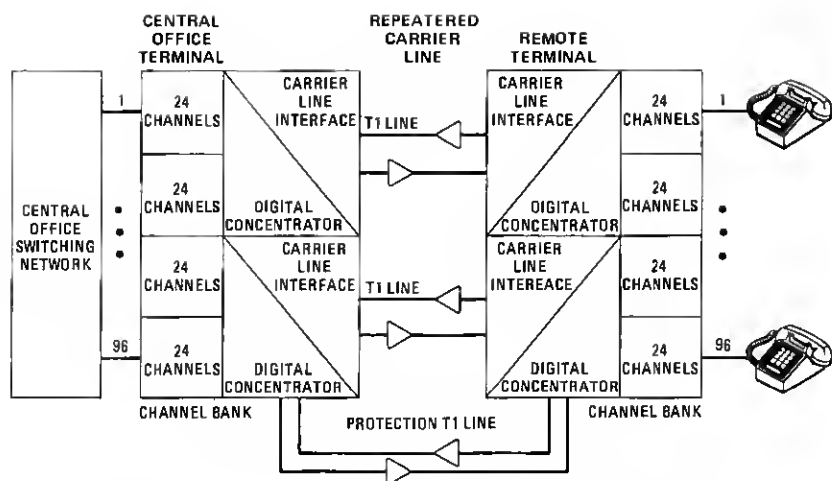 CENTRAL
OFFICE
TERMINAL
REPEATERED
CARRIER
LINE
REMOTE
TERMINAL
CENTRAL
OFFICE
SWITCHING
NETWORK
1
96
24
CHANNELS
24
CHANNELS
24
CHANNELS
24
CHANNELS
CHANNEL BANK
CARRIER
LINE
INTERFACE
DIGITAL
CONCENTRATOR
CARRIER
LINE
INTERFACE
DIGITAL
CONCENTRATOR
T1 LINE
T1 LINE
PROTECTION T1 LINE
CARRIER
LINE
INTERFACE
DIGITAL
CONCENTRATOR
CARRIER
LINE
INTEREACE
DIGITAL
CONCENTRATOR
24
CHANNELS
24
CHANNELS
24
CHANNELS
24
CHANNELS
CHANNEL BANK
1
96